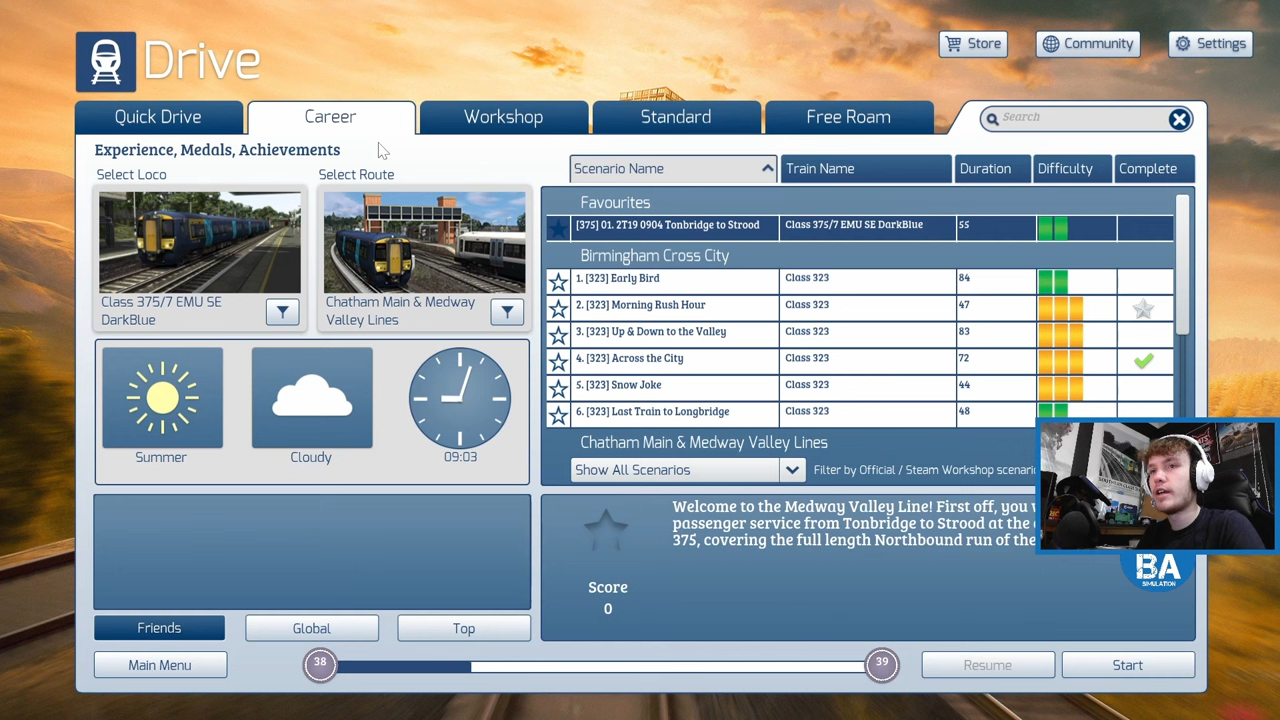 Drive
Store
Community
Settings
Quick Drive
Career
Workshop
Standard
Free Roam
Search
Experience, Medals, Achievements
Select Loco
Select Route
Class 375/7 EMU SE
DarkBlue
Chatham Main & Medway
Valley Lines
Summer
Cloudy
09:03
Scenario Name
Train Name
Duration
Difficulty
Complete
Favourites
[375] 01. 2T19 0904 Tonbridge to Strood
Class 375/7 EMU SE DarkBlue
55
Birmingham Cross City
1. [323] Early Bird
Class 323
84
2. [323] Morning Rush Hour
Class 323
47
3. [323] Up & Down to the Valley
Class 323
83
4. [323] Across the City
Class 323
72
5. [323] Snow Joke
Class 323
44
6. [323] Last Train to Longbridge
Class 323
48
Chatham Main & Medway Valley Lines
Show All Scenarios
Filter by Official / Steam Workshop scenario
Welcome to the Medway Valley Line! First off, you
passenger service from Tonbridge to Strood at the
375, covering the full length Northbound run of the
Score
0
BA
SIMULATION
Friends
Global
Top
Main Menu
38
39
Resume
Start